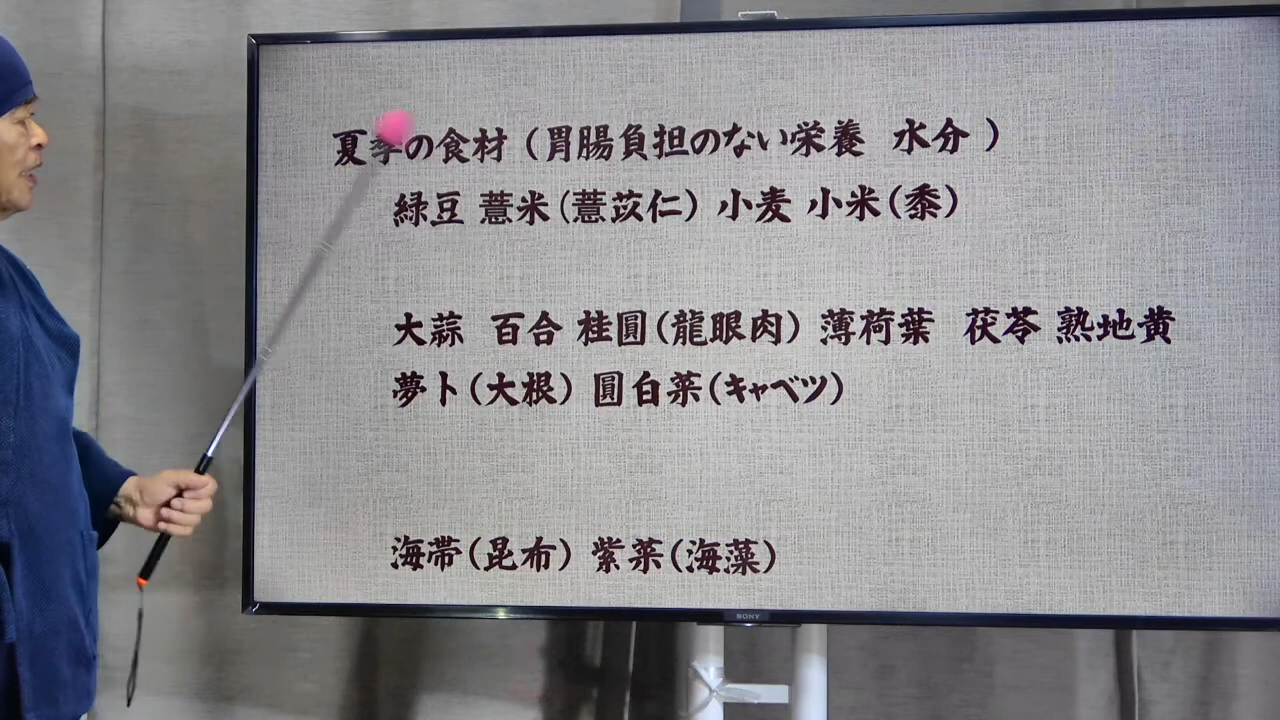 夏季の食材（胃腸負担のない栄養　水分）
緑豆 薏米（薏苡仁）小麦 小米（黍）
大蒜　百合 桂圓（龍眼肉）薄荷葉　茯苓 熟地黄
夢卜（大根）圓白菜（キャベツ）
海帯（昆布）紫菜（海藻）
SONY